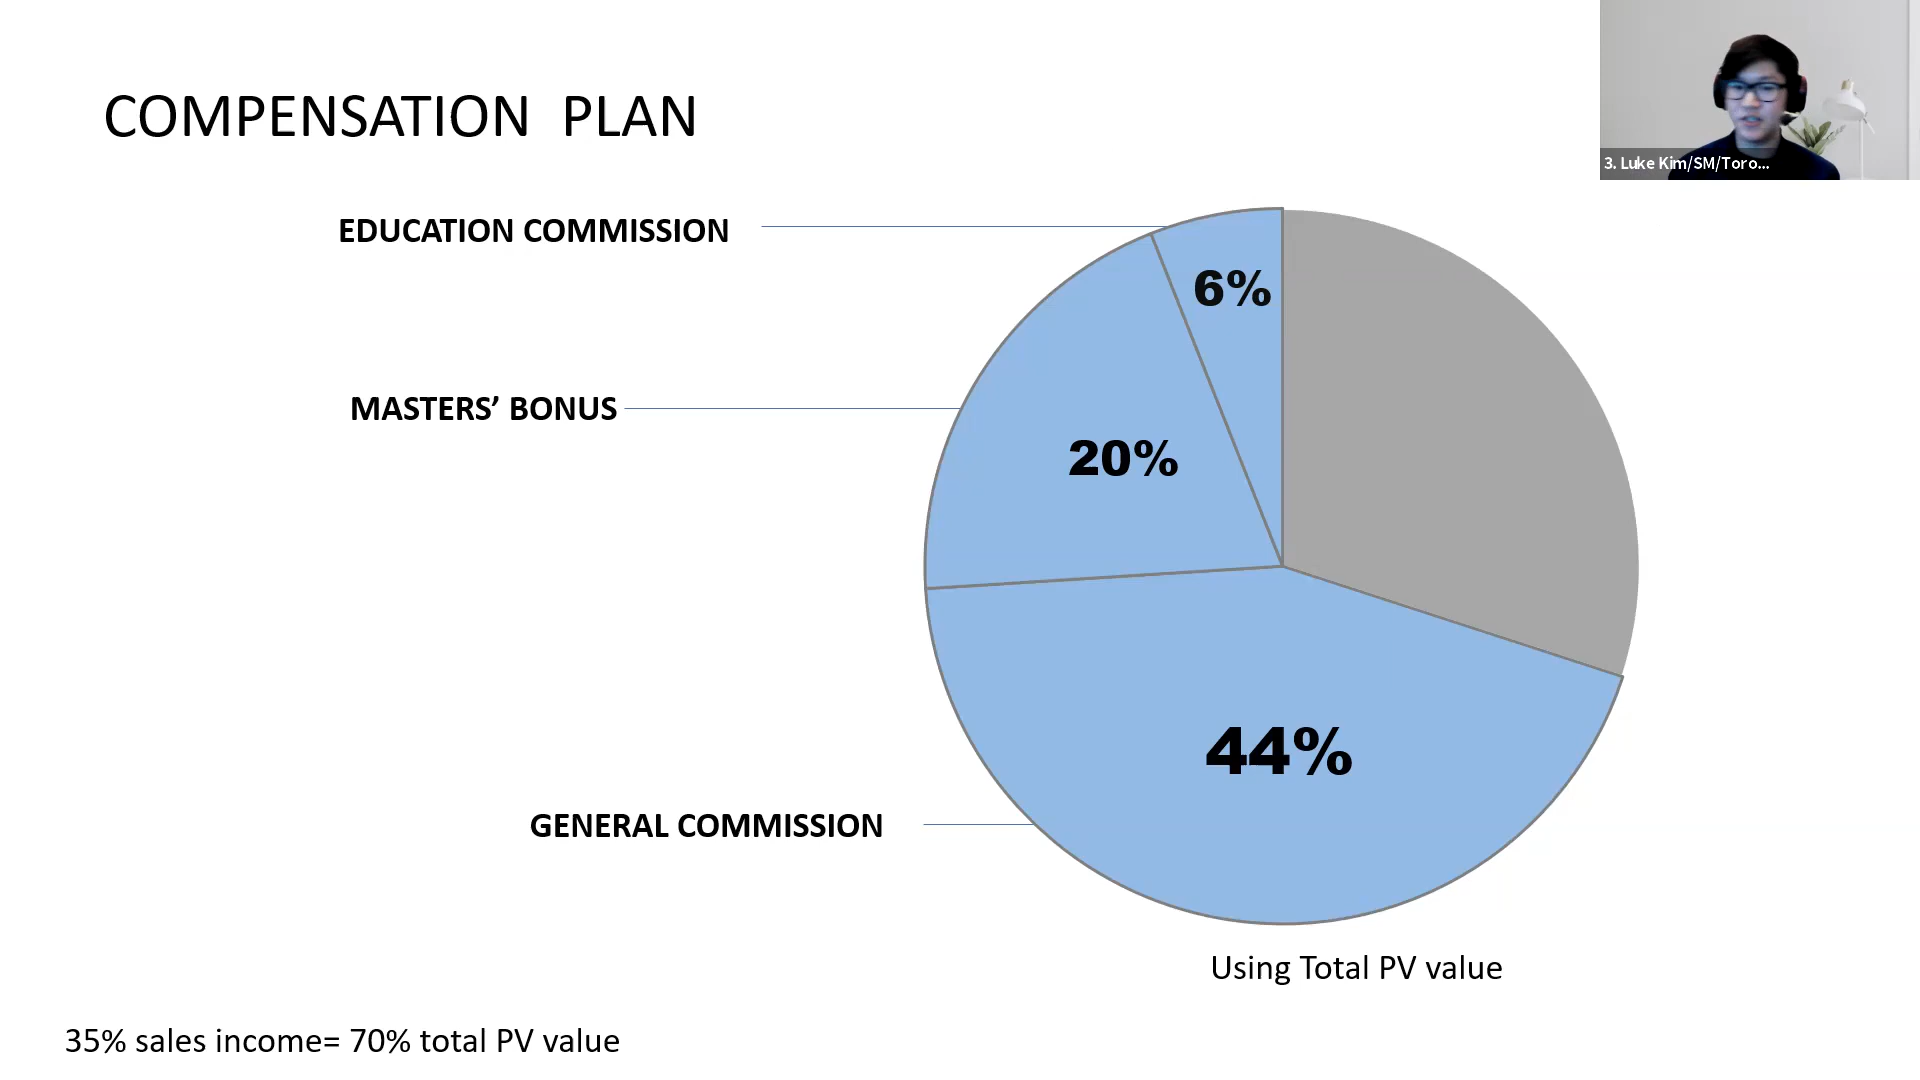 COMPENSATION PLAN
3. Luke Kim/SM/Toro...
EDUCATION COMMISSION
6%
MASTERS’ BONUS
20%
44%
GENERAL COMMISSION
Using Total PV value
35% sales income= 70% total PV value